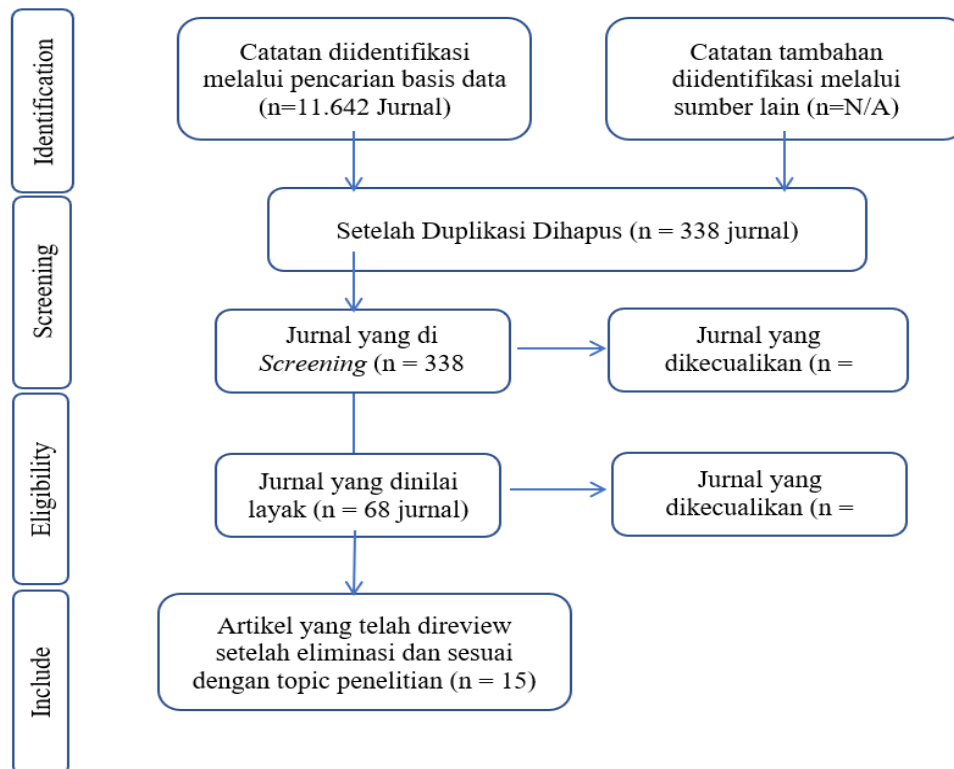 Identification
Catatan diidentifikasi
melalui pencarian basis data
(n=11.642 Jurnal)
Catatan tambahan
diidentifikasi melalui
sumber lain (n=N/A)
Screening
Setelah Duplikasi Dihapus (n = 338 jurnal)
Jurnal yang di
Screening (n = 338
Jurnal yang
dikecualikan (n =
Eligibility
Jurnal yang dinilai
layak (n = 68 jurnal)
Jurnal yang
dikecualikan (n =
Include
Artikel yang telah direview
setelah eliminasi dan sesuai
dengan topic penelitian (n = 15)